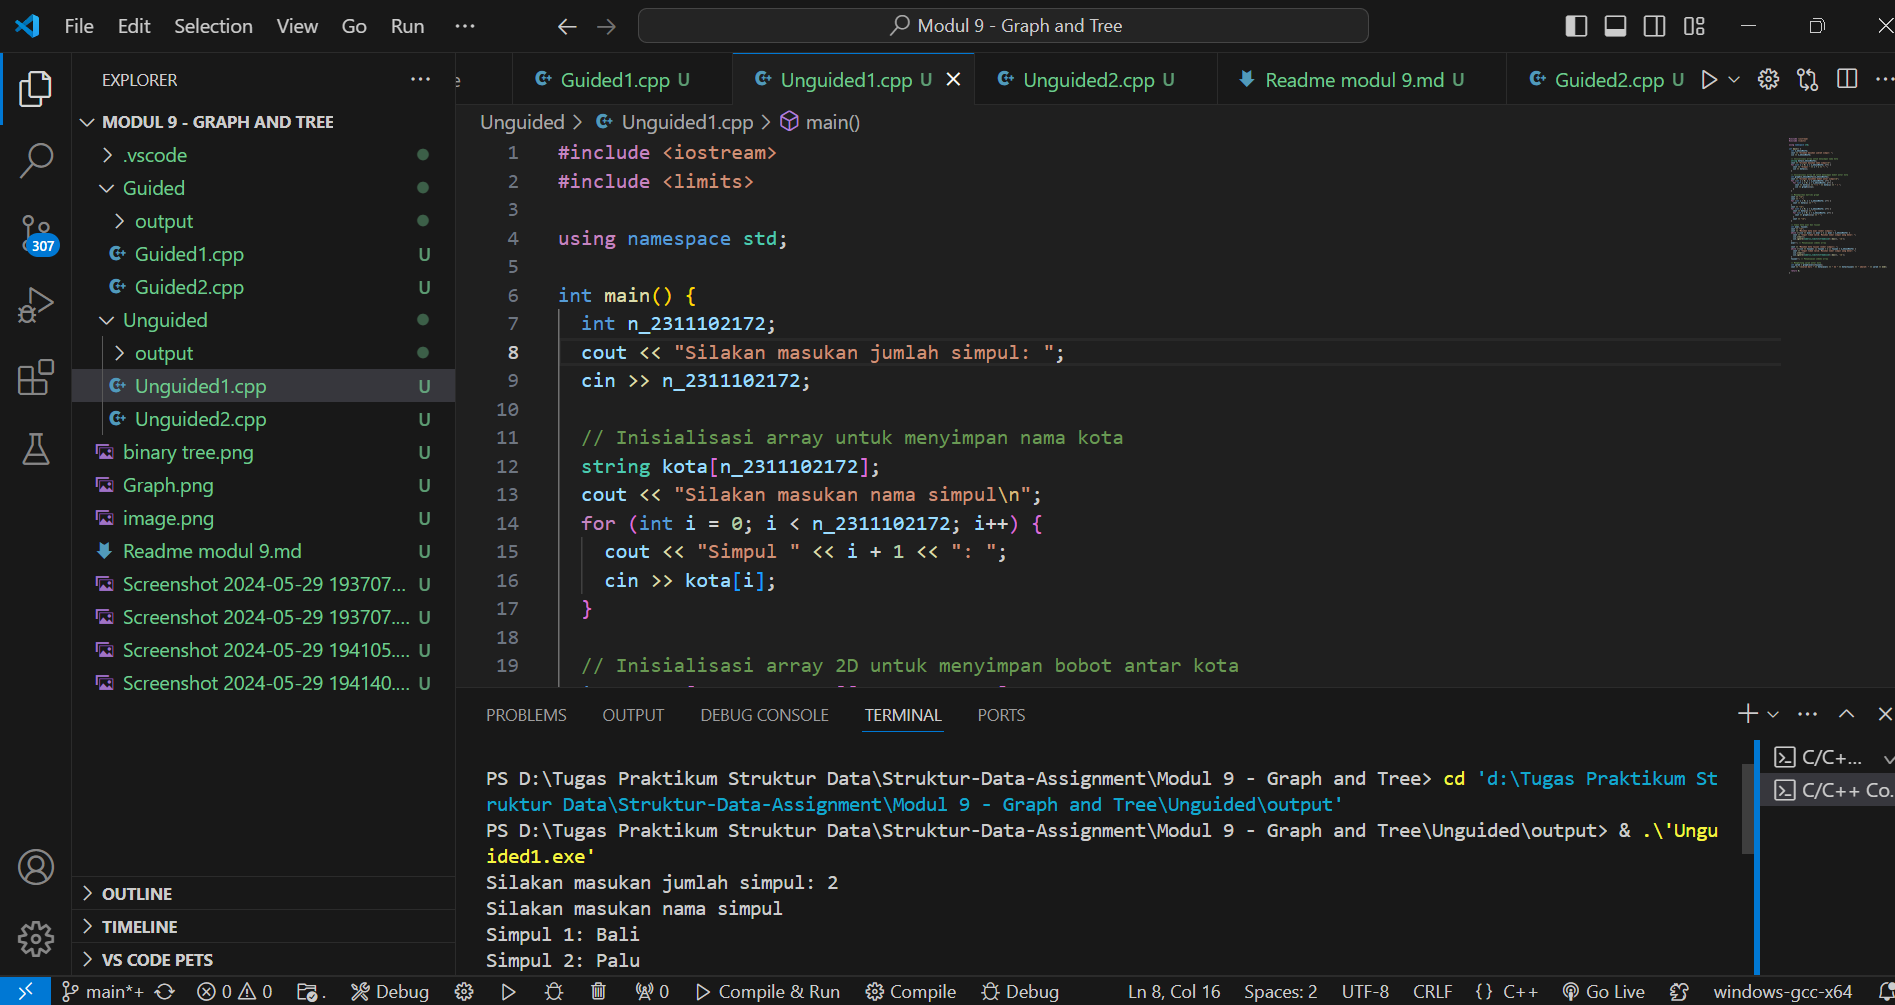 File Edit Selection View Go Run ···
Modul 9 - Graph and Tree
EXPLORER ···
MODUL 9 - GRAPH AND TREE
.vscode
Guided
output
Guided1.cpp U
Guided2.cpp U
Unguided
output
Unguided1.cpp U
Unguided2.cpp U
binary tree.png U
Graph.png U
image.png U
Readme modul 9.md U
Screenshot 2024-05-29 193707... U
Screenshot 2024-05-29 193707.... U
Screenshot 2024-05-29 194105.... U
Screenshot 2024-05-29 194140.... U
OUTLINE
TIMELINE
VS CODE PETS
307
e Guided1.cpp U Unguided1.cpp U Unguided2.cpp U Readme modul 9.md U Guided2.cpp U
Unguided > Unguided1.cpp > main()
1 #include <iostream>
2 #include <limits>
3
4 using namespace std;
5
6 int main() {
7 int n_2311102172;
8 cout << "Silakan masukan jumlah simpul: ";
9 cin >> n_2311102172;
10
11 // Inisialisasi array untuk menyimpan nama kota
12 string kota[n_2311102172];
13 cout << "Silakan masukan nama simpul\n";
14 for (int i = 0; i < n_2311102172; i++) {
15 cout << "Simpul " << i + 1 << ": ";
16 cin >> kota[i];
17 }
18
19 // Inisialisasi array 2D untuk menyimpan bobot antar kota
PROBLEMS OUTPUT DEBUG CONSOLE TERMINAL PORTS
PS D:\Tugas Praktikum Struktur Data\Struktur-Data-Assignment\Modul 9 - Graph and Tree> cd 'd:\Tugas Praktikum St
ruktur Data\Struktur-Data-Assignment\Modul 9 - Graph and Tree\Unguided\output'
PS D:\Tugas Praktikum Struktur Data\Struktur-Data-Assignment\Modul 9 - Graph and Tree\Unguided\output> & .\'Ungu
ided1.exe'
Silakan masukan jumlah simpul: 2
Silakan masukan nama simpul
Simpul 1: Bali
Simpul 2: Palu
C/C+...
C/C++ Co.
main*+ 0 0 Debug 0 Compile & Run Compile Debug Ln 8, Col 16 Spaces: 2 UTF-8 CRLF {} C++ Go Live windows-gcc-x64